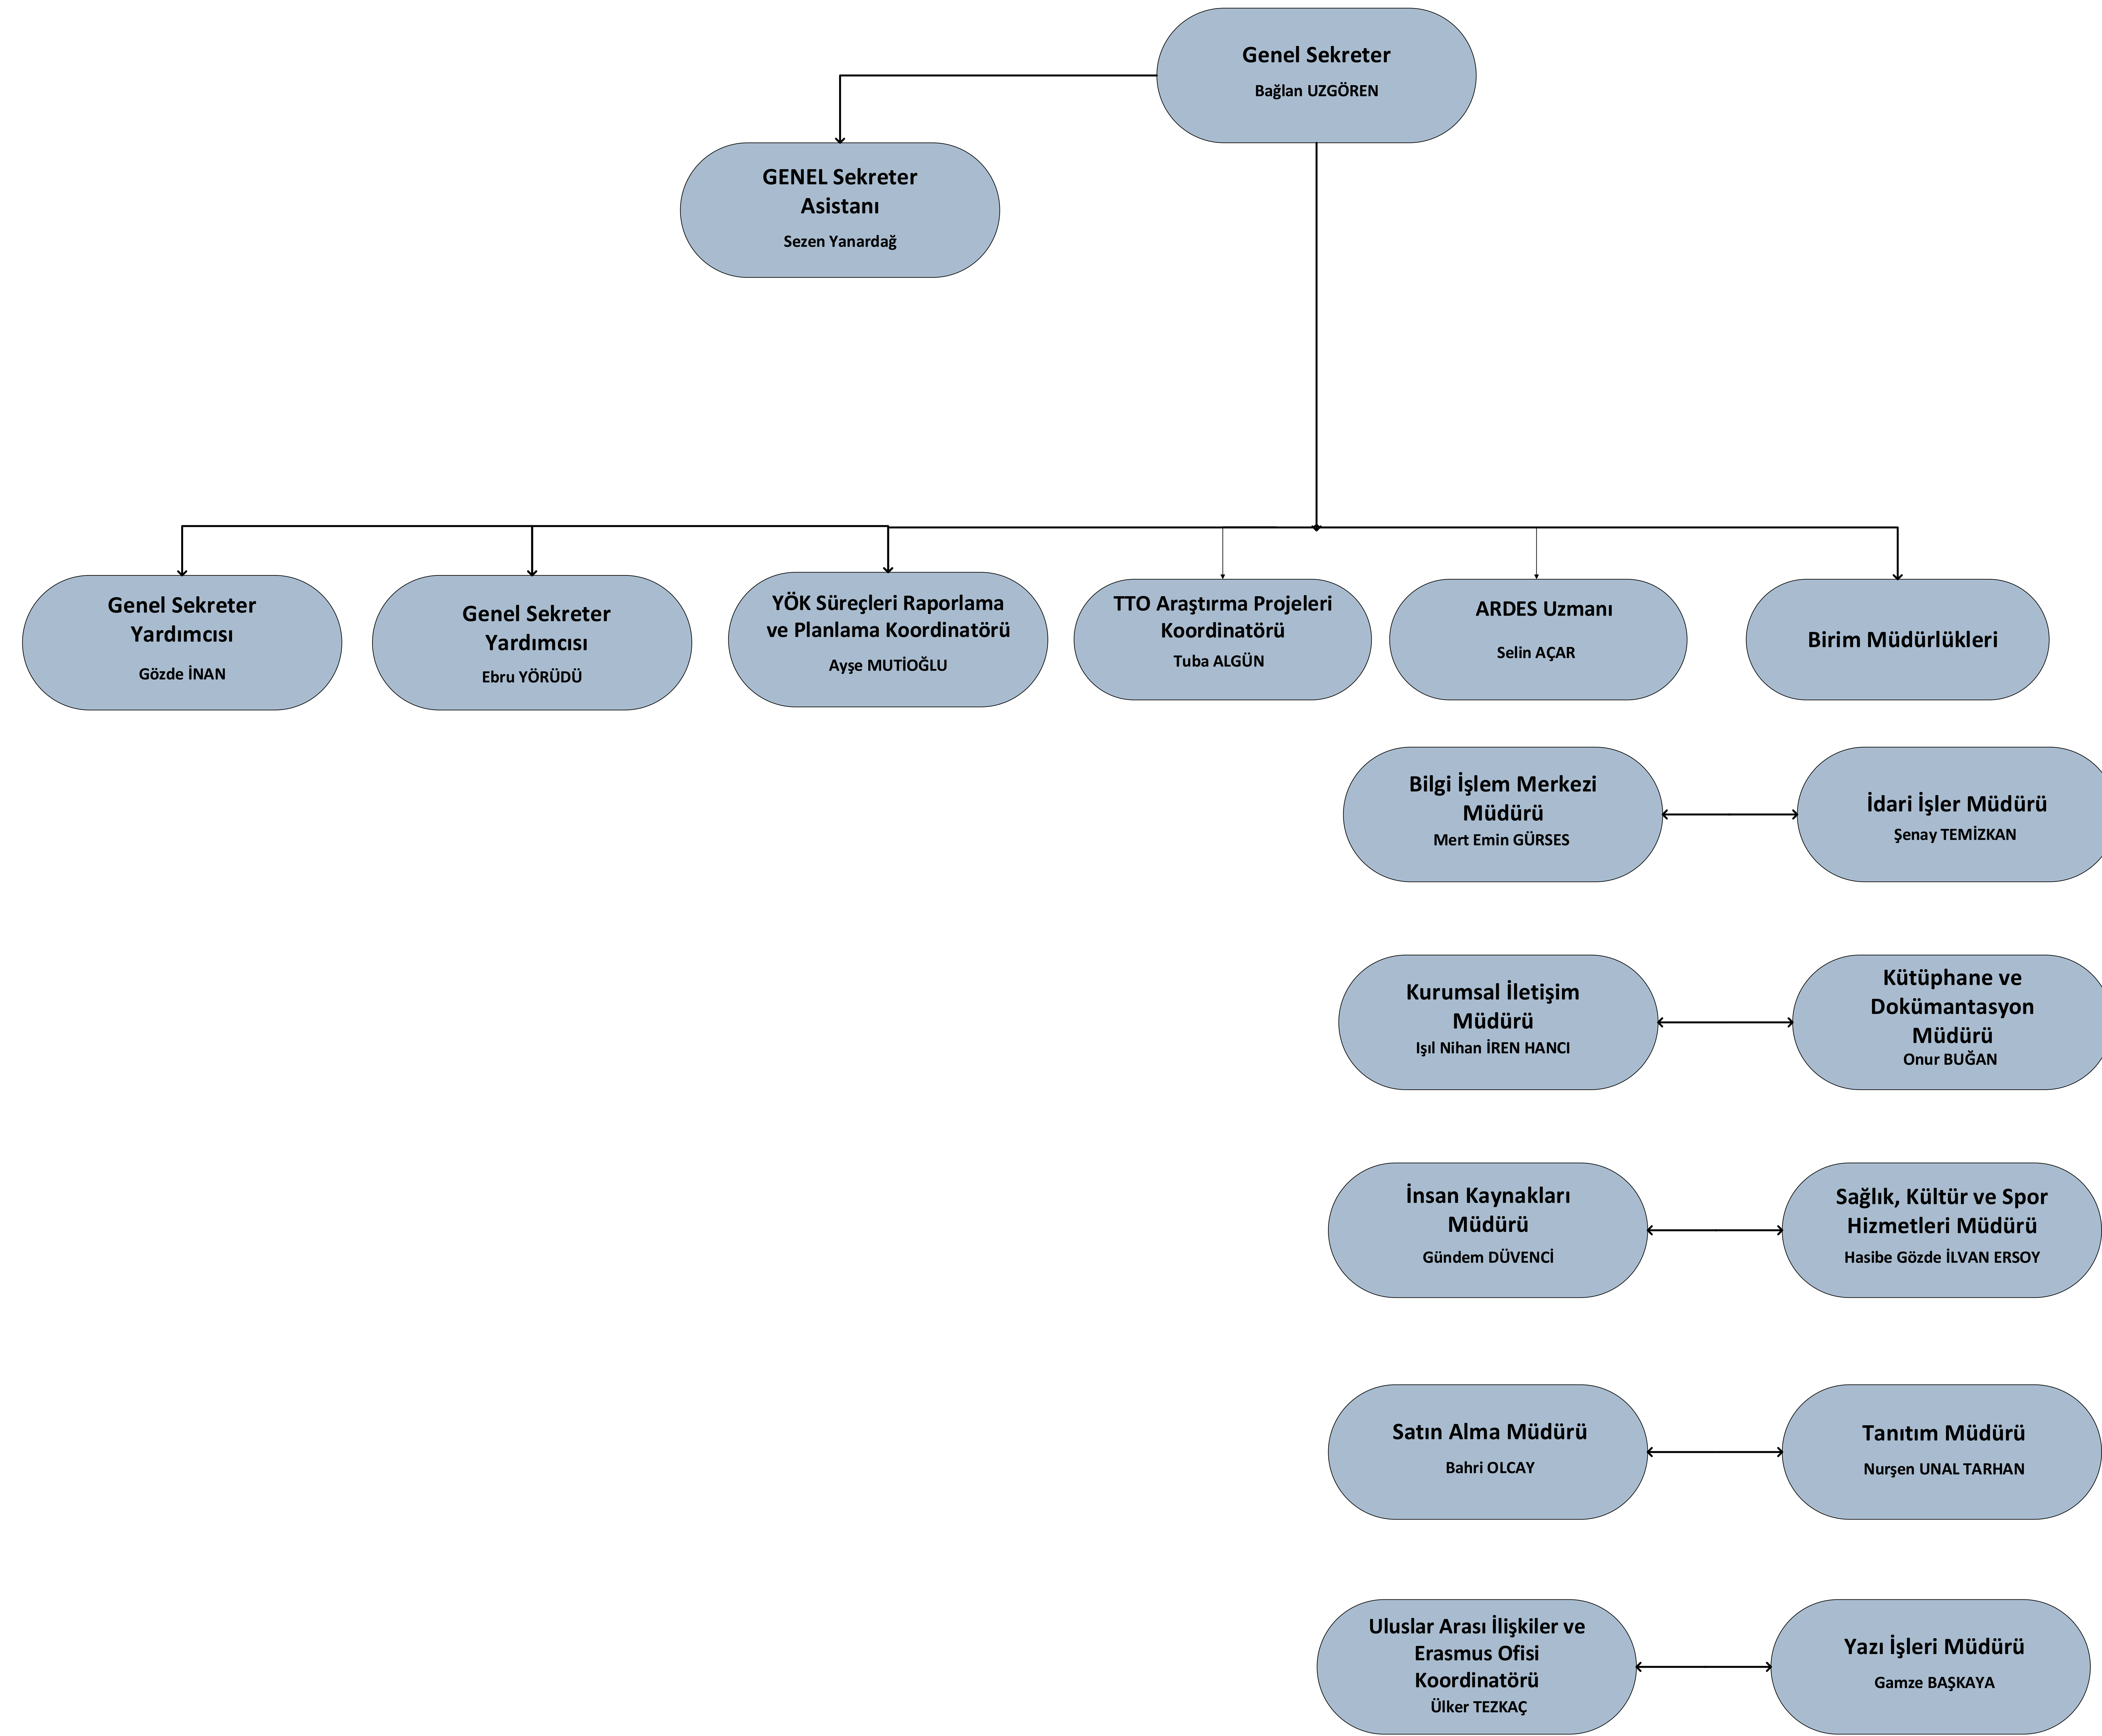 Genel Sekreter
Bağlan UZGÖREN
GENEL Sekreter
Asistanı
Sezen Yanardağ
Genel Sekreter
Yardımcısı
Gözde İNAN
Genel Sekreter
Yardımcısı
Ebru YÖRÜDÜ
YÖK Süreçleri Raporlama
ve Planlama Koordinatörü
Ayşe MUTİOĞLU
TTO Araştırma Projeleri
Koordinatörü
Tuba ALGÜN
ARDES Uzmanı
Selin AÇAR
Birim Müdürlükleri
Bilgi İşlem Merkezi
Müdürü
Mert Emin GÜRSES
İdari İşler Müdürü
Şenay TEMİZKAN
Kurumsal İletişim
Müdürü
Işıl Nihan İREN HANCI
Kütüphane ve
Dokümantasyon
Müdürü
Onur BUĞAN
İnsan Kaynakları
Müdürü
Gündem DÜVENCİ
Sağlık, Kültür ve Spor
Hizmetleri Müdürü
Hasibe Gözde İLVAN ERSOY
Satın Alma Müdürü
Bahri OLCAY
Tanıtım Müdürü
Nurşen UNAL TARHAN
Uluslar Arası İlişkiler ve
Erasmus Ofisi
Koordinatörü
Ülker TEZKAÇ
Yazı İşleri Müdürü
Gamze BAŞKAYA